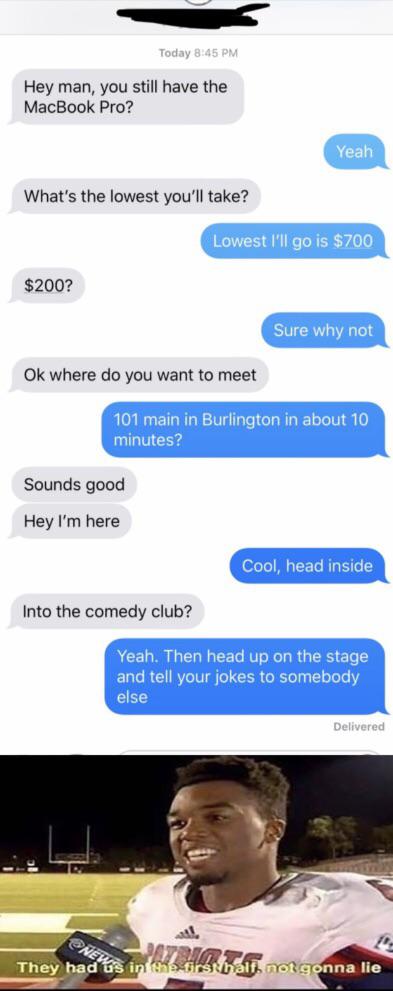 Today 8:45 PM
Hey man, you still have the
MacBook Pro?
Yeah
What's the lowest you'll take?
Lowest I'll go is $700
$200?
Sure why not
Ok where do you want to meet
101 main in Burlington in about 10
minutes?
Sounds good
Hey I'm here
Cool, head inside
Into the comedy club?
Yeah. Then head up on the stage
and tell your jokes to somebody
else
Delivered
adidas
PATRIOTS
NEWS
They had us in the first half, not gonna lie